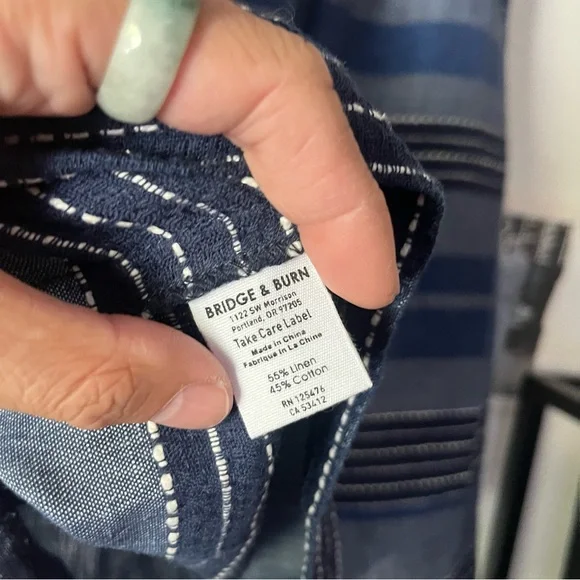 BRIDGE & BURN
1122 SW Morrison
Portland, OR 97205
Take Care Label
Made in China
Fabrique in La Chine
55% Linen
45% Cotton
RN 125476
CA 53412